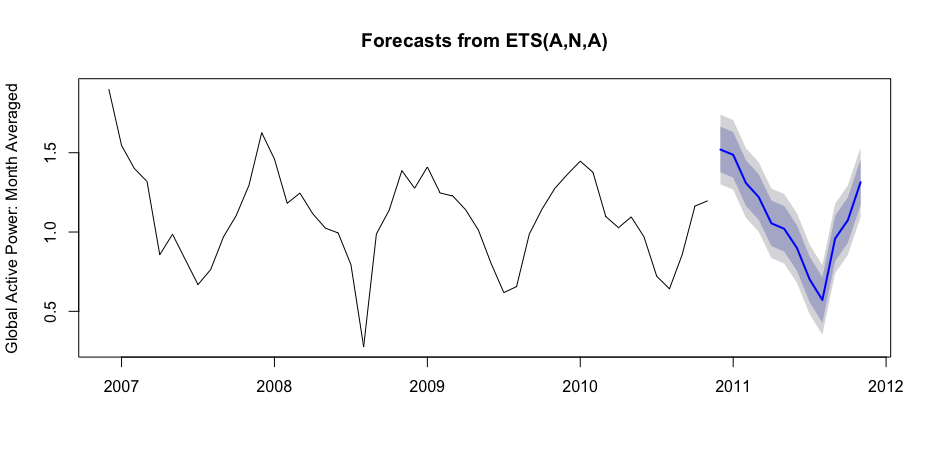 Forecasts from ETS(A,N,A)
Global Active Power: Month Averaged
1.5
1.0
0.5
2007 2008 2009 2010 2011 2012